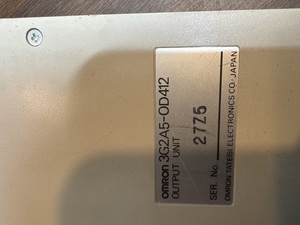 omron 3G2A5-OD412
OUTPUT UNIT
SER. No. 27Z5
OMRON TATEISI ELECTRONICS CO. JAPAN